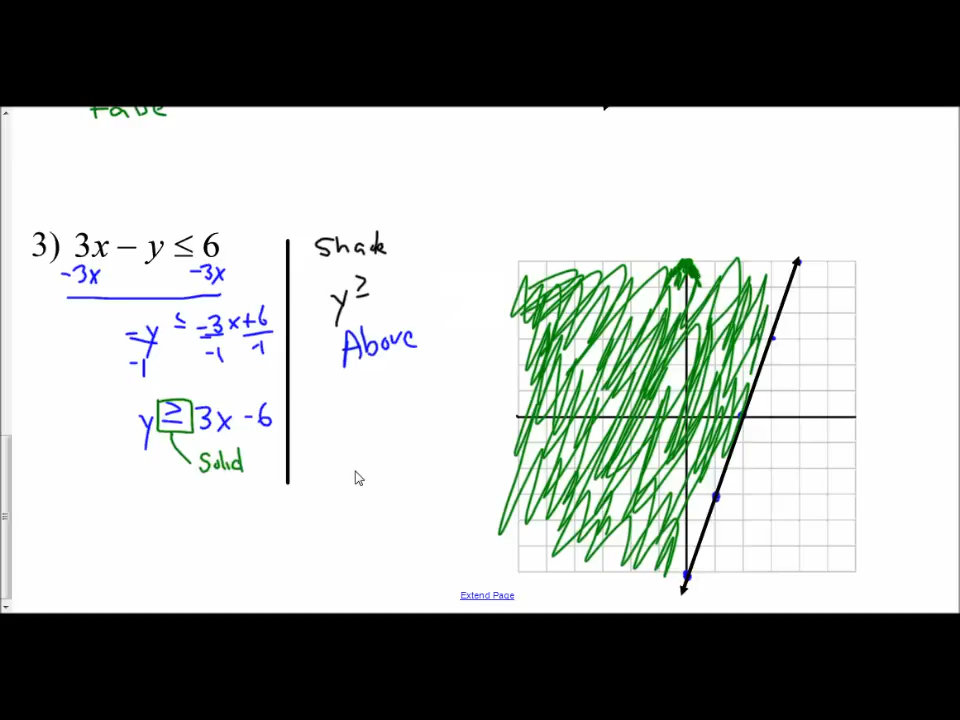 3) 3x − y ≤ 6
-3x -3x
-y ≤ -3x+6
-1 -1 -1
y ≥ 3x -6
Solid
Shade
y ≥
Above
Extend Page